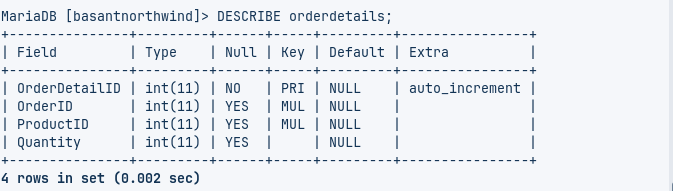 MariaDB [basantnorthwind]> DESCRIBE orderdetails;
+---------------+---------+------+-----+---------+----------------+
| Field         | Type    | Null | Key | Default | Extra          |
+---------------+---------+------+-----+---------+----------------+
| OrderDetailID | int(11) | NO   | PRI | NULL    | auto_increment |
| OrderID       | int(11) | YES  | MUL | NULL    |                |
| ProductID     | int(11) | YES  | MUL | NULL    |                |
| Quantity      | int(11) | YES  |     | NULL    |                |
+---------------+---------+------+-----+---------+----------------+
4 rows in set (0.002 sec)